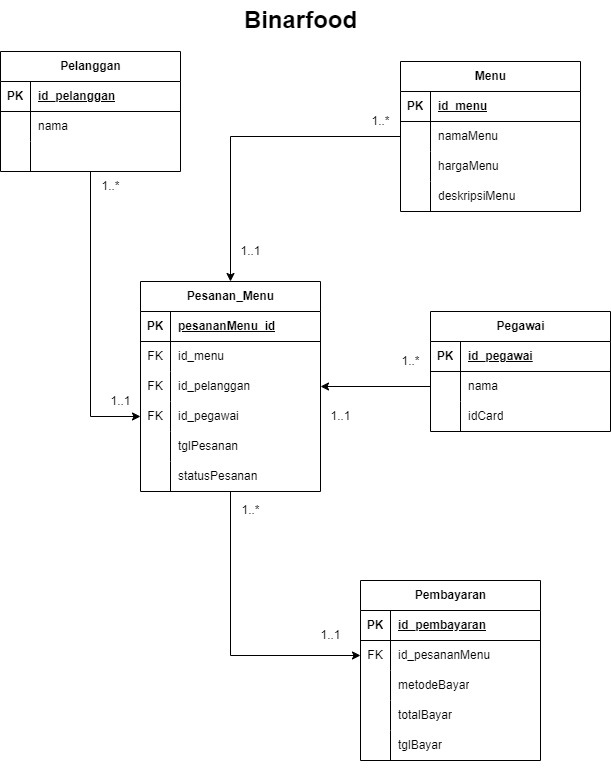 Binarfood
Pelanggan
PK id_pelanggan
nama
1..*
Menu
PK id_menu
namaMenu
hargaMenu
deskripsiMenu
1..*
1..1
Pesanan_Menu
PK pesananMenu_id
FK id_menu
FK id_pelanggan
FK id_pegawai
tglPesanan
statusPesanan
1..1
Pegawai
PK id_pegawai
nama
idCard
1..*
1..1
1..*
1..1
Pembayaran
PK id_pembayaran
FK id_pesananMenu
metodeBayar
totalBayar
tglBayar